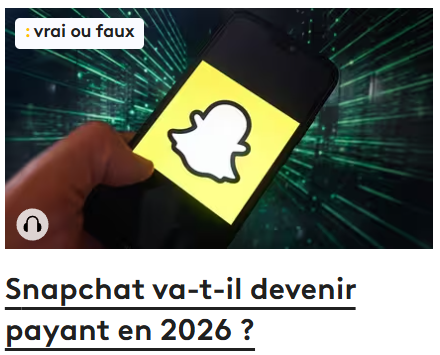 :vrai ou faux
Snapchat va-t-il devenir
payant en 2026 ?